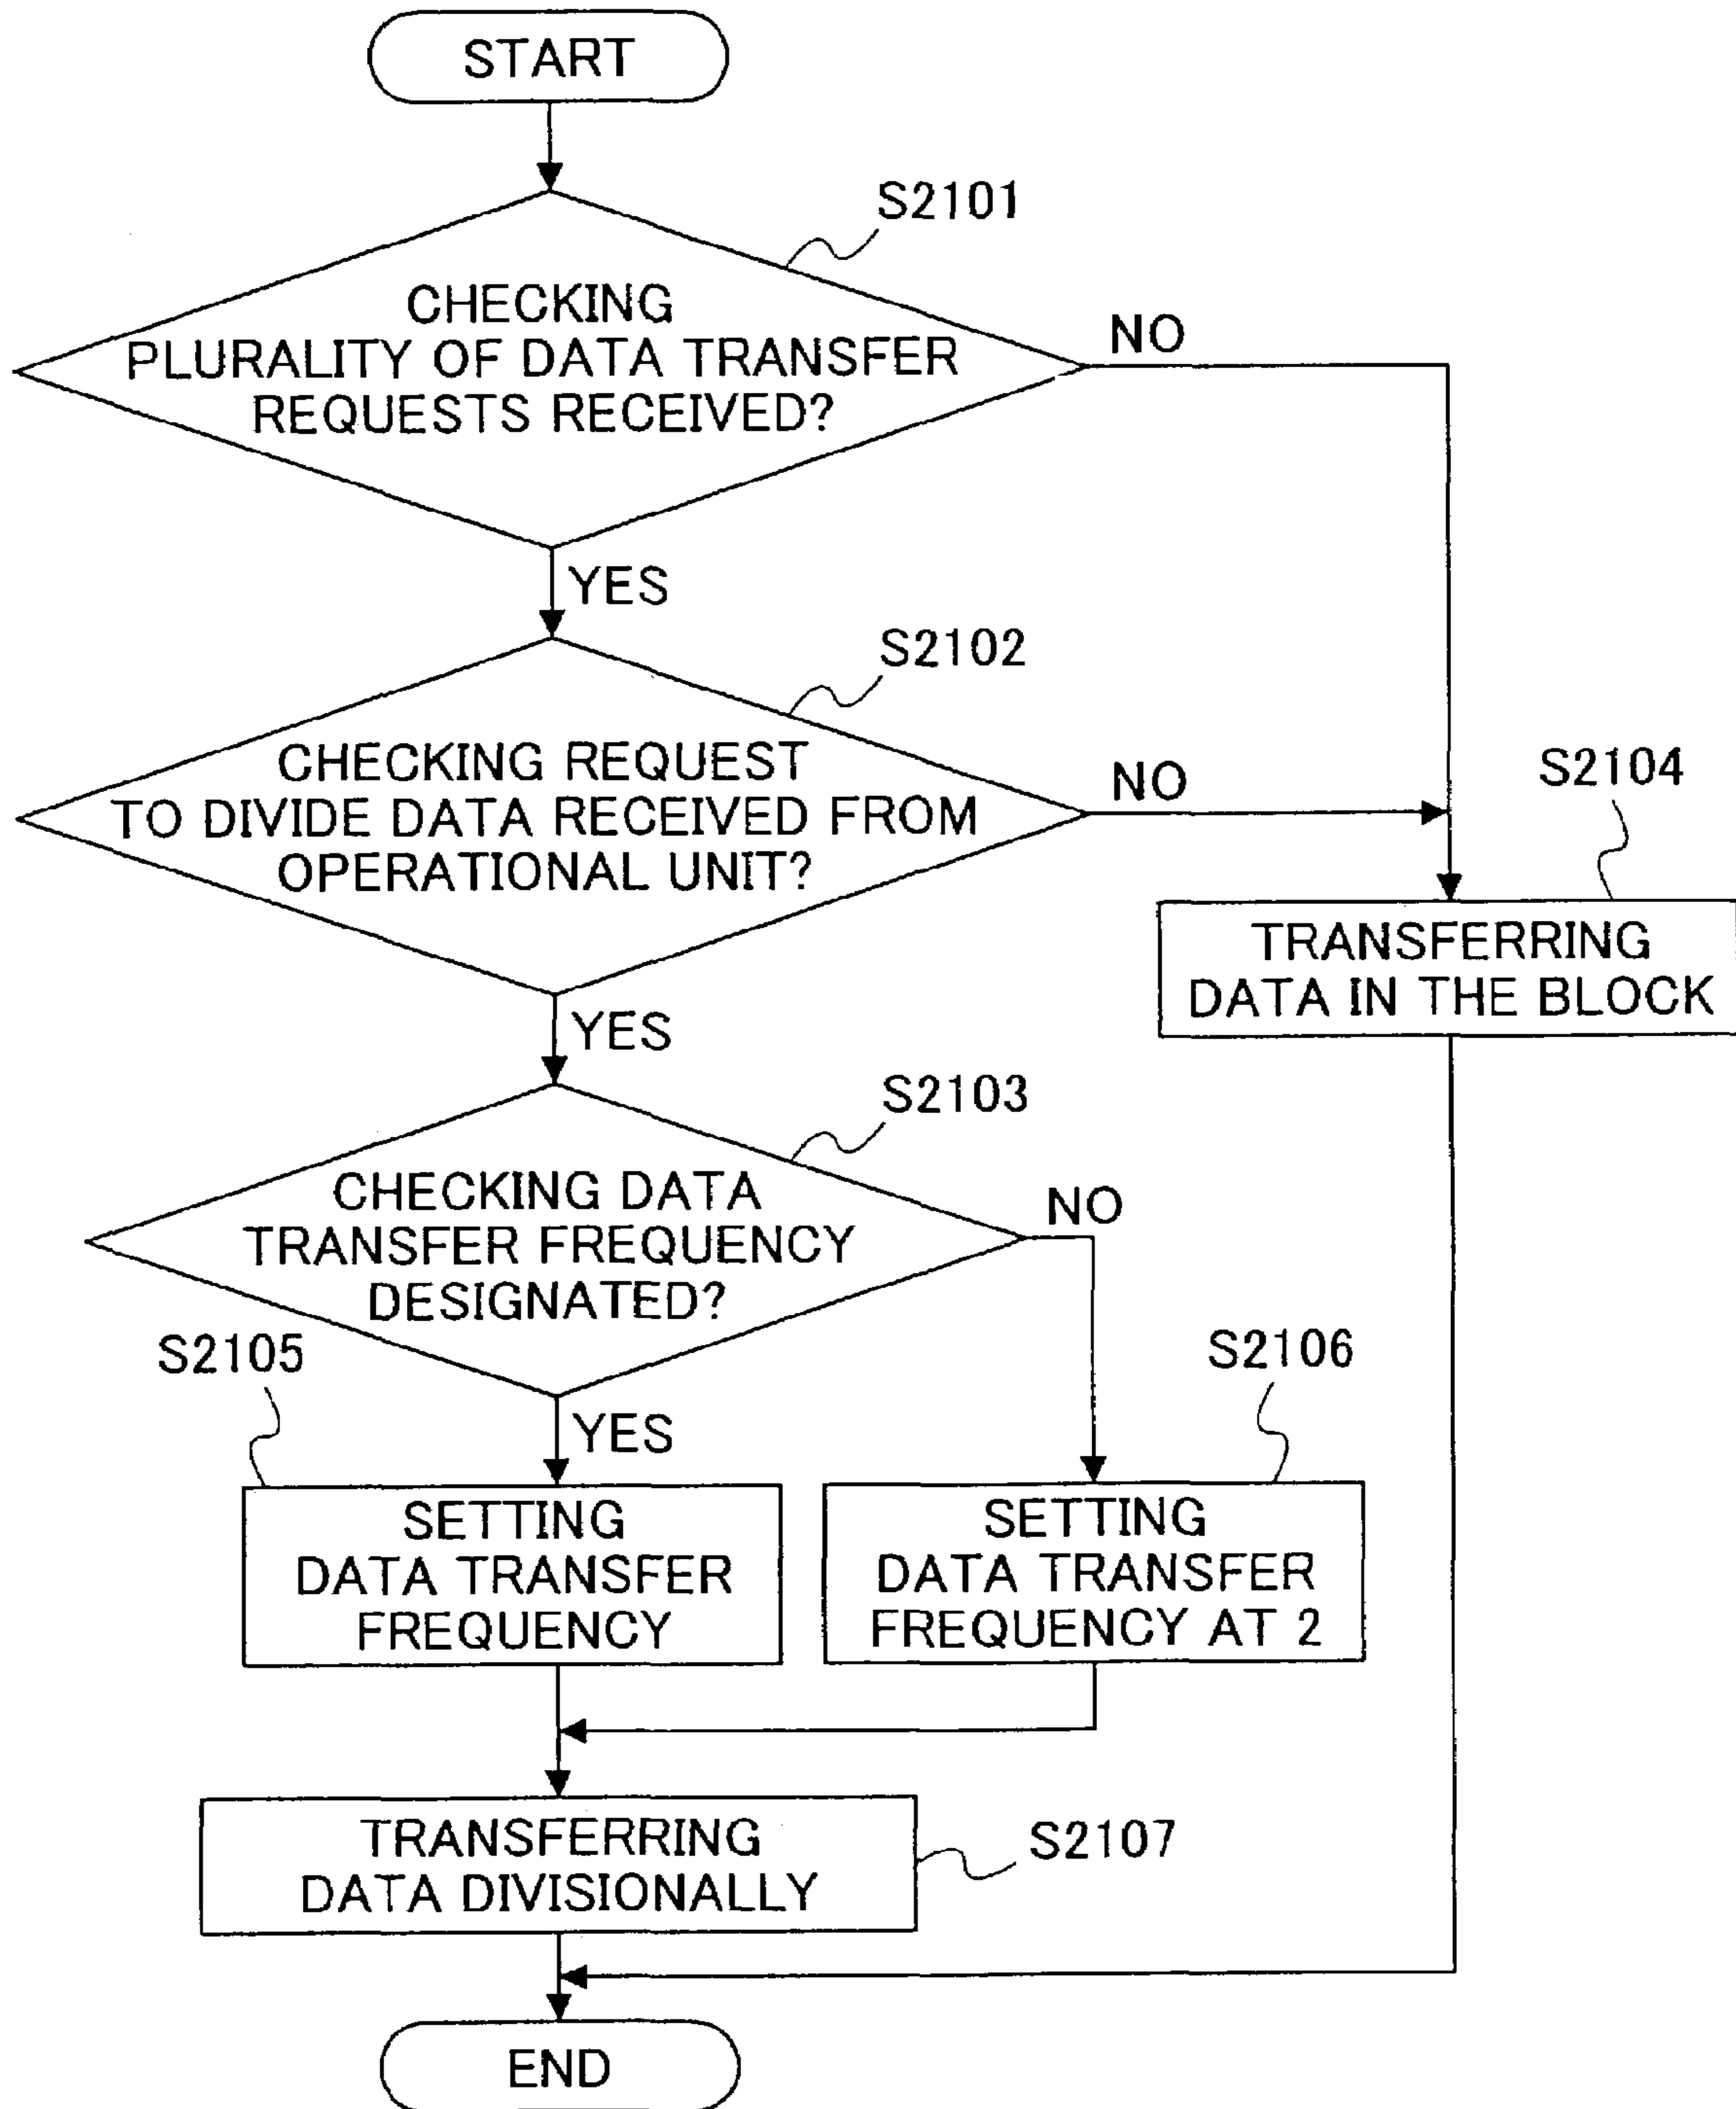 START
S2101
CHECKING
PLURALITY OF DATA TRANSFER
REQUESTS RECEIVED?
NO
YES
S2102
CHECKING REQUEST
TO DIVIDE DATA RECEIVED FROM
OPERATIONAL UNIT?
NO
S2104
TRANSFERRING
DATA IN THE BLOCK
YES
S2103
CHECKING DATA
TRANSFER FREQUENCY
DESIGNATED?
NO
S2105
YES
S2106
SETTING
DATA TRANSFER
FREQUENCY
SETTING
DATA TRANSFER
FREQUENCY AT 2
TRANSFERRING
DATA DIVISIONALLY
S2107
END